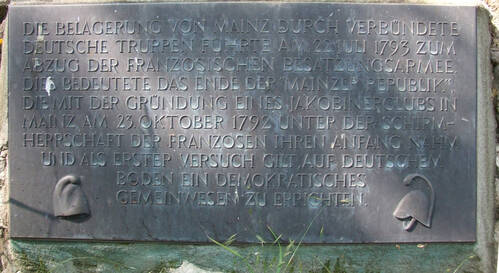 DIE BELAGERUNG VON MAINZ DURCH VERBÜNDETE
DEUTSCHE TRUPPEN FÜHRTE AM 22. JULI 1793 ZUM
ABZUG DER FRANZÖSISCHEN BESATZUNGSARMEE.
DIES BEDEUTETE DAS ENDE DER "MAINZER REPUBLIK",
DIE MIT DER GRÜNDUNG EINES JAKOBINERCLUBS IN
MAINZ AM 23. OKTOBER 1792 UNTER DER SCHIRM-
HERRSCHAFT DER FRANZOSEN IHREN ANFANG NAHM
UND ALS ERSTER VERSUCH GILT, AUF DEUTSCHEM
BODEN EIN DEMOKRATISCHES
GEMEINWESEN ZU ERRICHTEN.